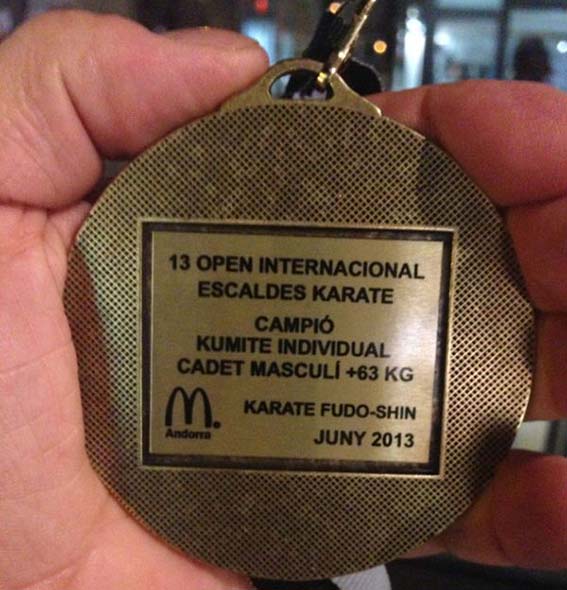 13 OPEN INTERNACIONAL
ESCALDES KARATE
CAMPIÓ
KUMITE INDIVIDUAL
CADET MASCULÍ +63 KG
KARATE FUDO-SHIN
M.
Andorra
JUNY 2013